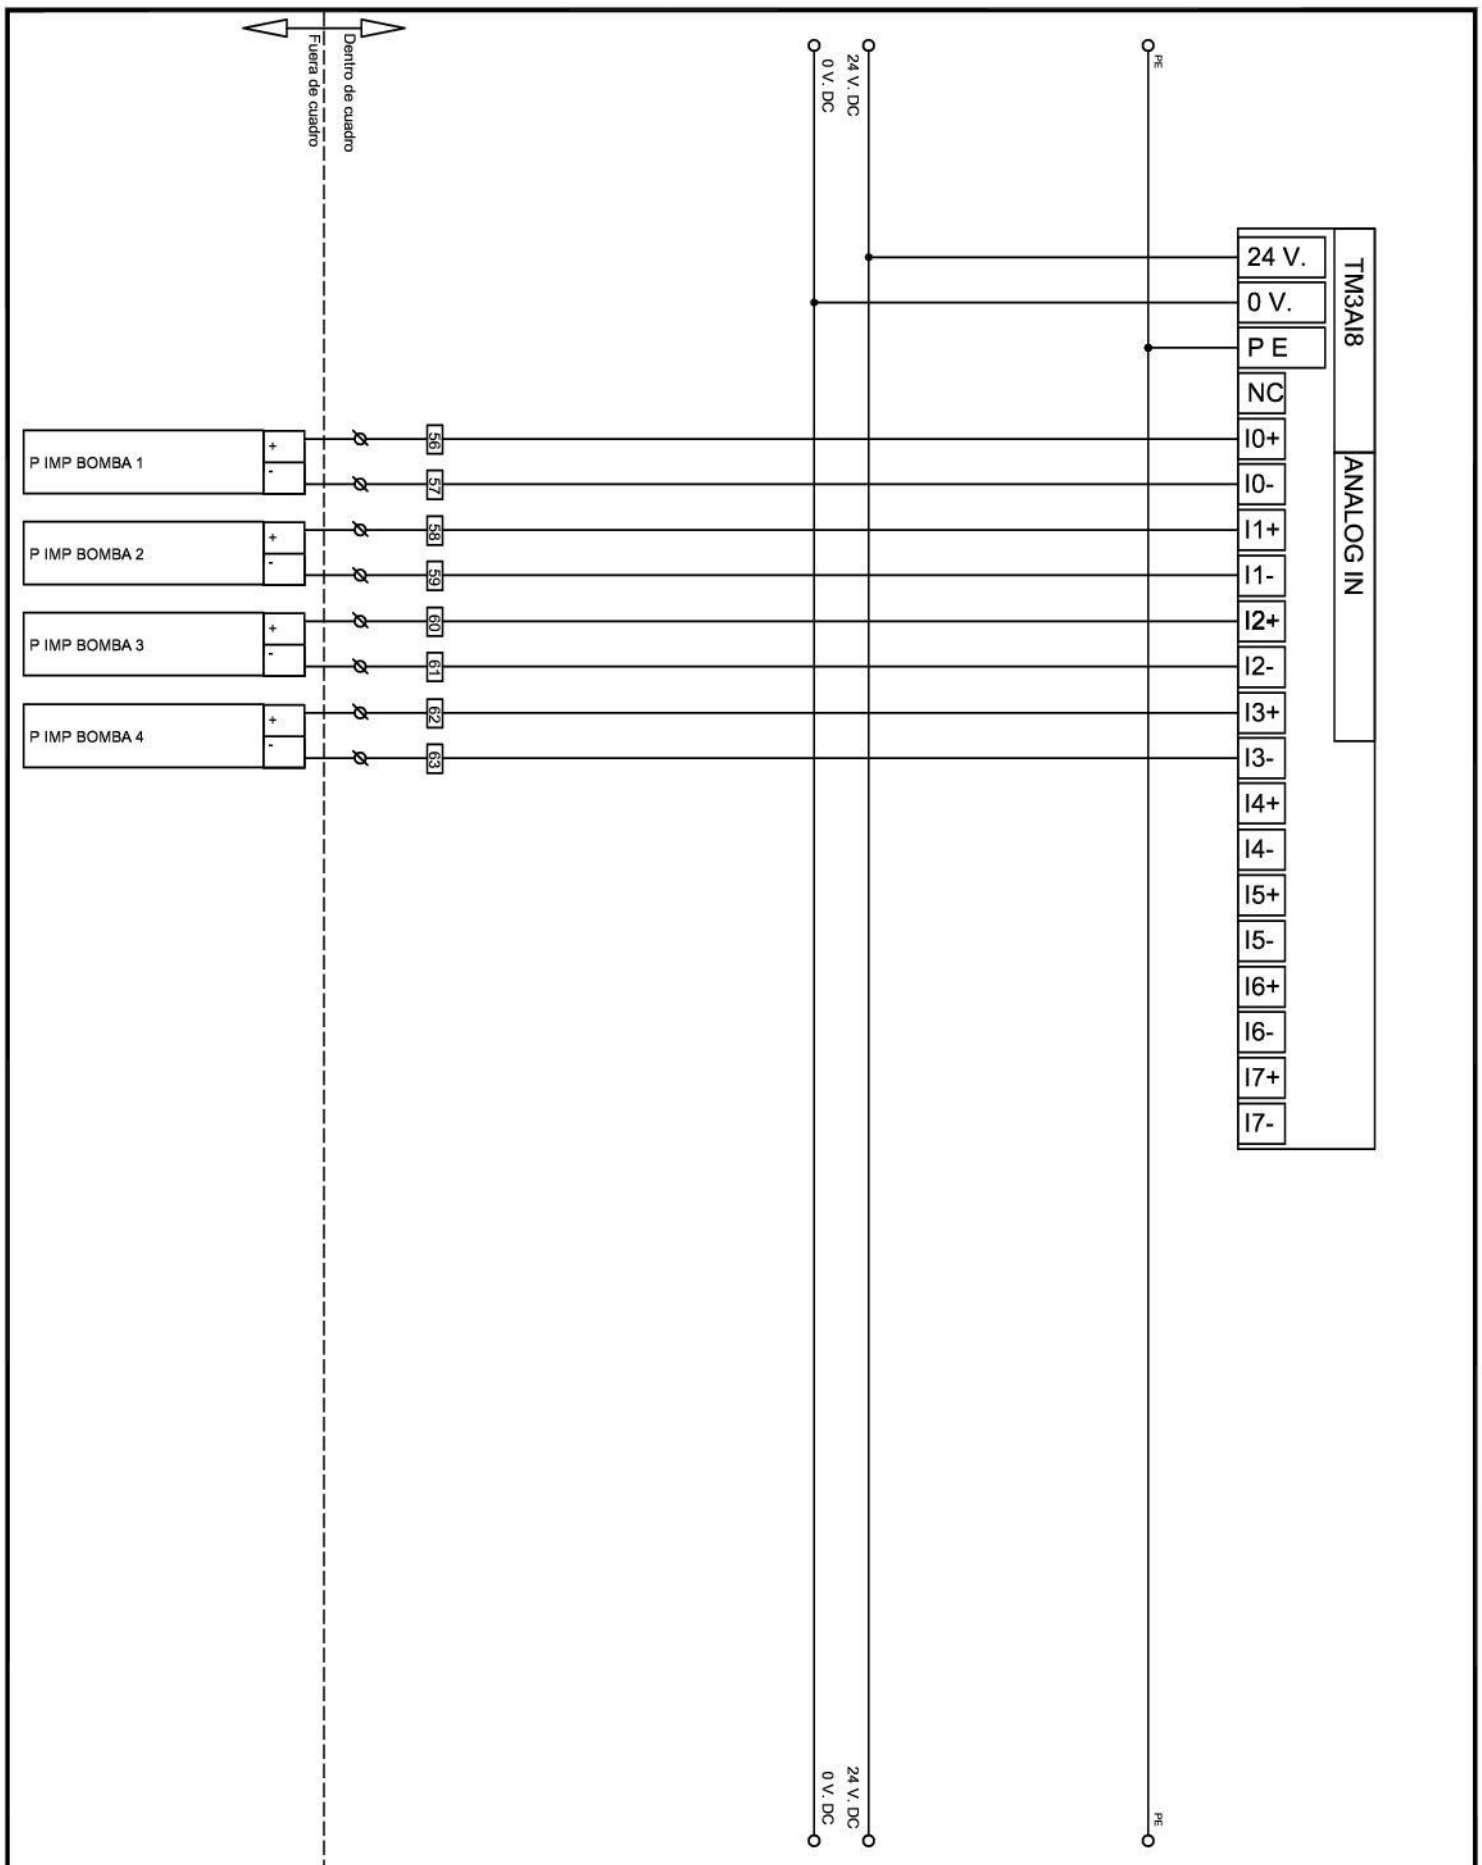 Dentro de cuadro
Fuera de cuadro
24 V. DC
0 V. DC
PE
TM3AI8
ANALOG IN
24 V.
0 V.
P E
NC
I0+
I0-
I1+
I1-
I2+
I2-
I3+
I3-
I4+
I4-
I5+
I5-
I6+
I6-
I7+
I7-
56
57
58
59
60
61
62
63
P IMP BOMBA 1
+
-
P IMP BOMBA 2
+
-
P IMP BOMBA 3
+
-
P IMP BOMBA 4
+
-
24 V. DC
0 V. DC
PE